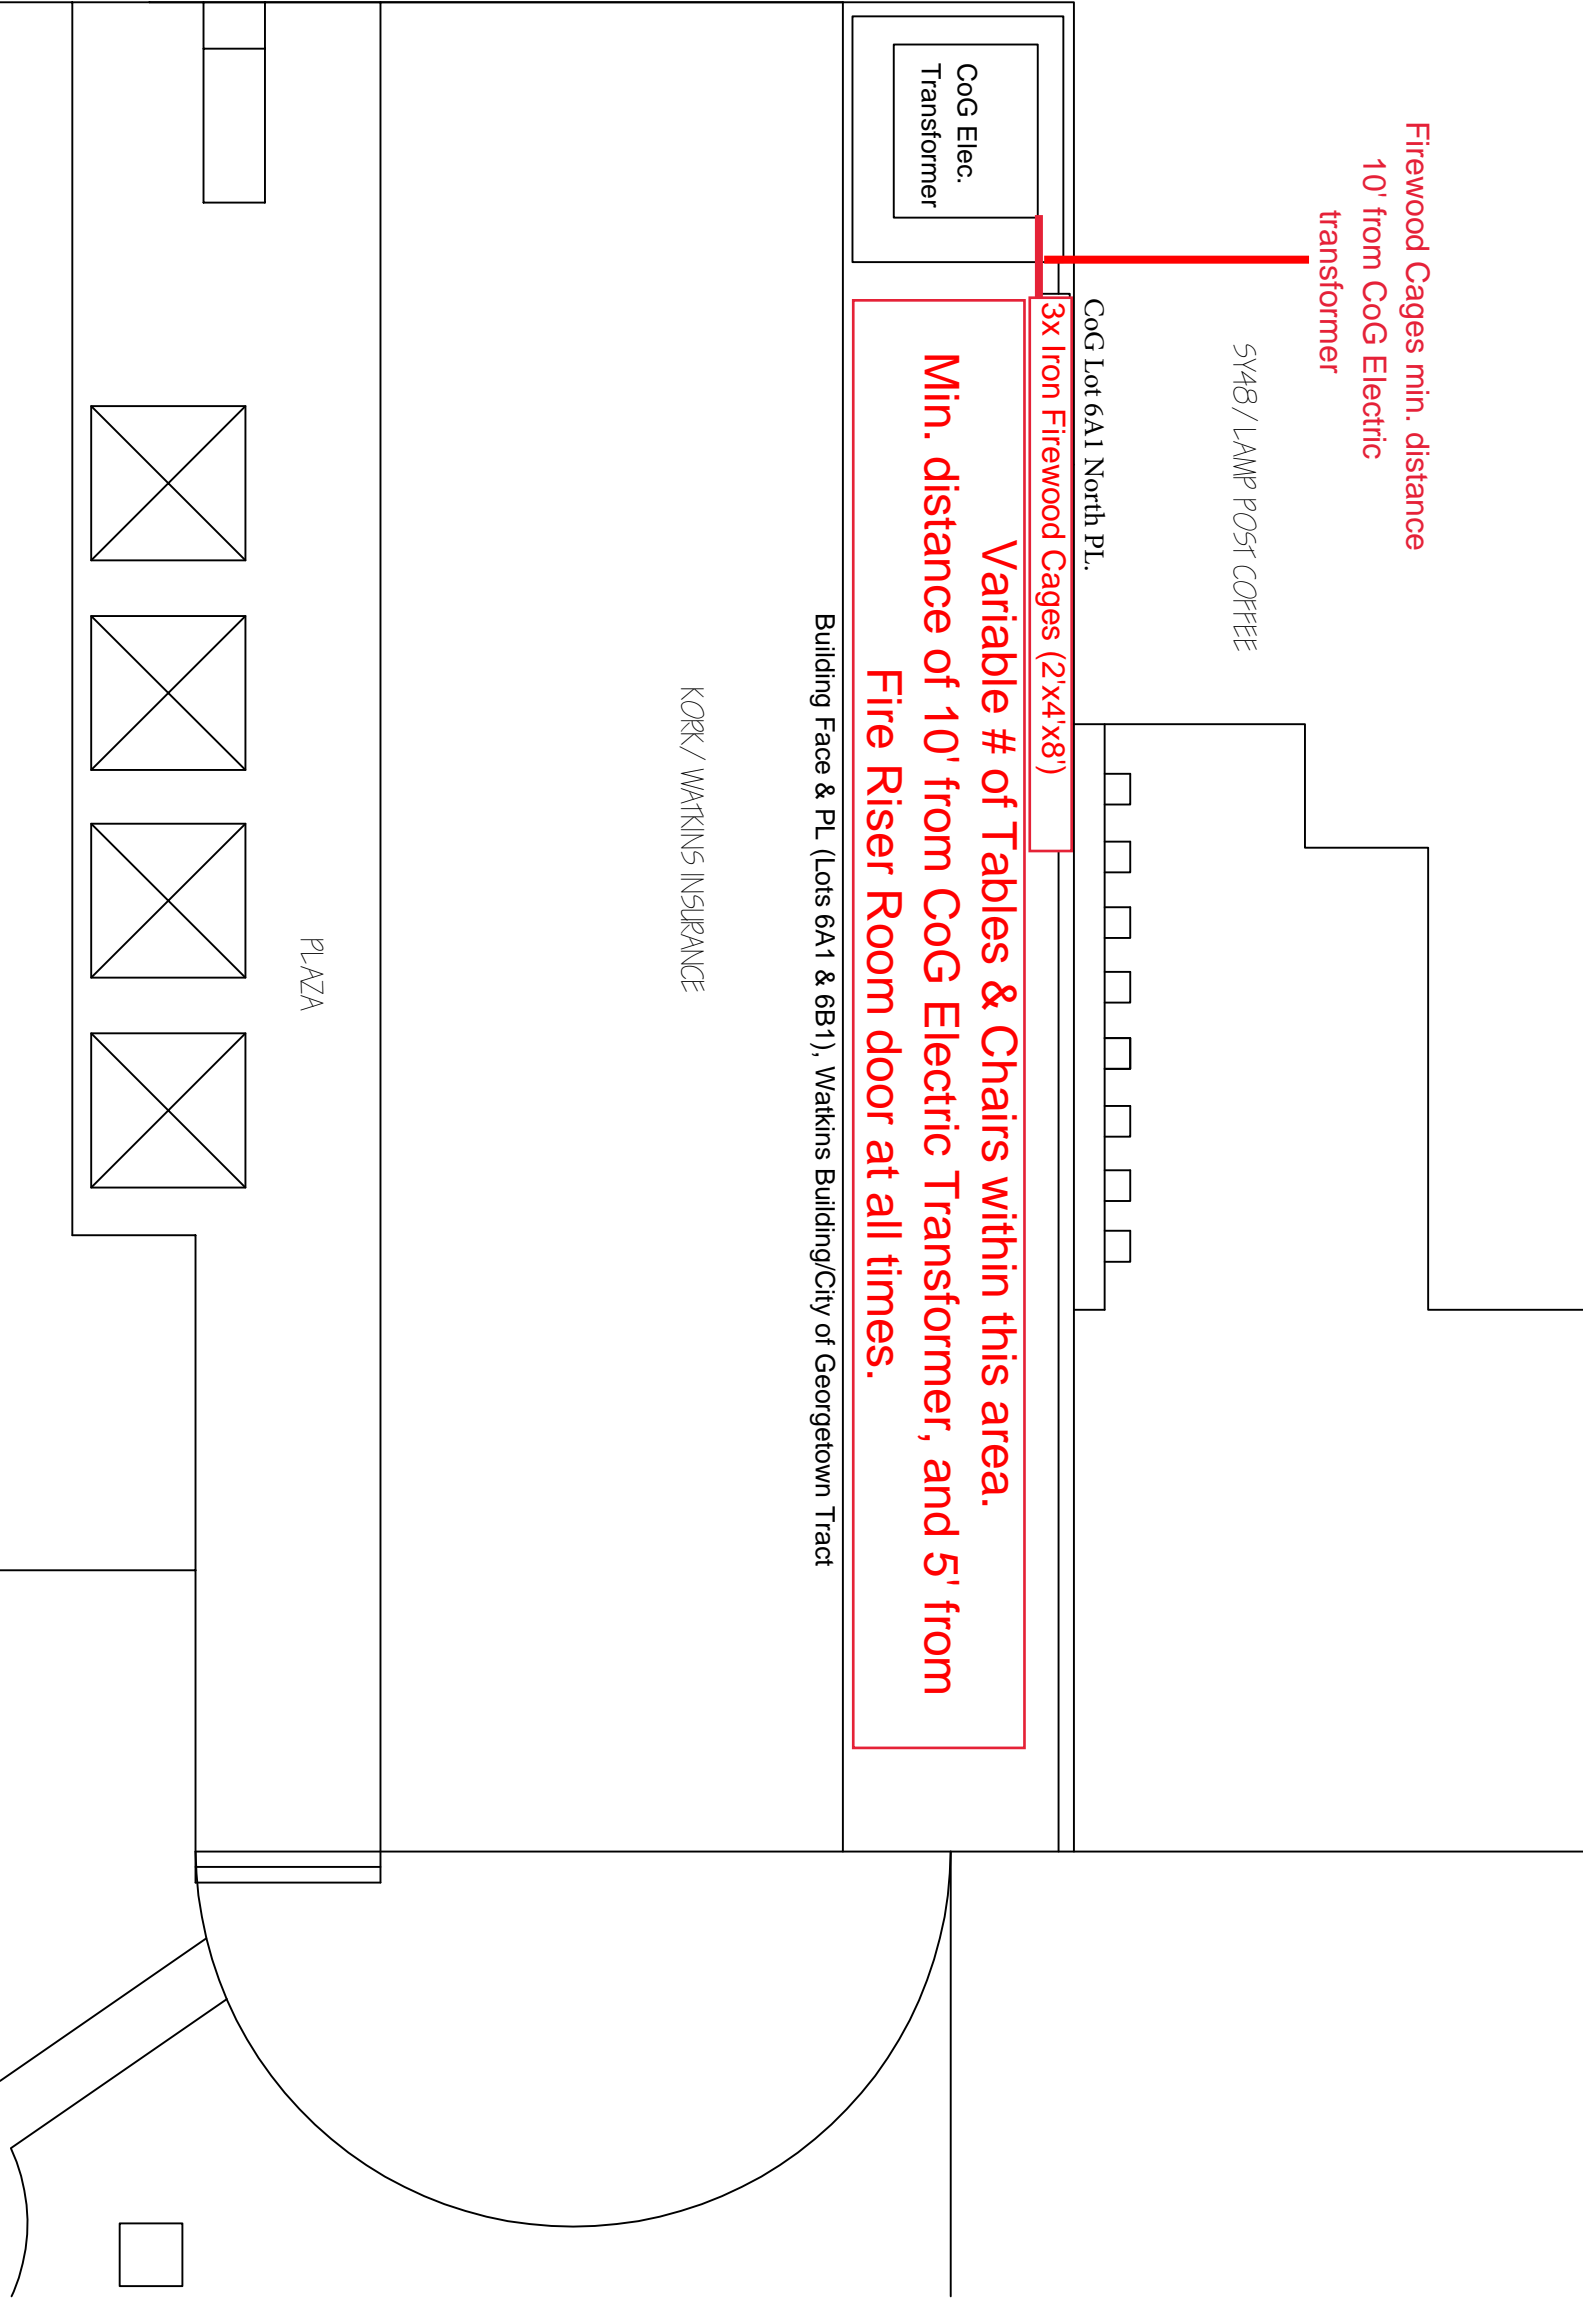 Firewood Cages min. distance
10' from CoG Electric
transformer
SY4B / LAMP POST COFFEE
CoG Lot 6A1 North PL.
CoG Elec.
Transformer
3x Iron Firewood Cages (2'x4'x8')
Variable # of Tables & Chairs within this area.
Min. distance of 10' from CoG Electric Transformer, and 5' from
Fire Riser Room door at all times.
Building Face & PL (Lots 6A1 & 6B1), Watkins Building/City of Georgetown Tract
KORK / WATKINS INSURANCE
PLAZA